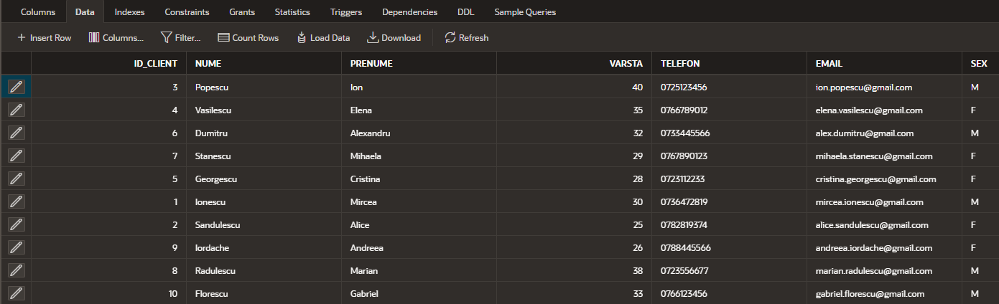 Columns Data Indexes Constraints Grants Statistics Triggers Dependencies DDL Sample Queries
Insert Row Columns... Filter... Count Rows Load Data Download Refresh
ID_CLIENT NUME PRENUME VARSTA TELEFON EMAIL SEX
3 Popescu Ion 40 0725123456 ion.popescu@gmail.com M
4 Vasilescu Elena 35 0766789012 elena.vasilescu@gmail.com F
6 Dumitru Alexandru 32 0733445566 alex.dumitru@gmail.com M
7 Stanescu Mihaela 29 0767890123 mihaela.stanescu@gmail.com F
5 Georgescu Cristina 28 0723112233 cristina.georgescu@gmail.com F
1 Ionescu Mircea 30 0736472819 mircea.ionescu@gmail.com M
2 Sandulescu Alice 25 0782819374 alice.sandulescu@gmail.com F
9 Iordache Andreea 26 0788445566 andreea.iordache@gmail.com F
8 Radulescu Marian 38 0723556677 marian.radulescu@gmail.com M
10 Florescu Gabriel 33 0766123456 gabriel.florescu@gmail.com M